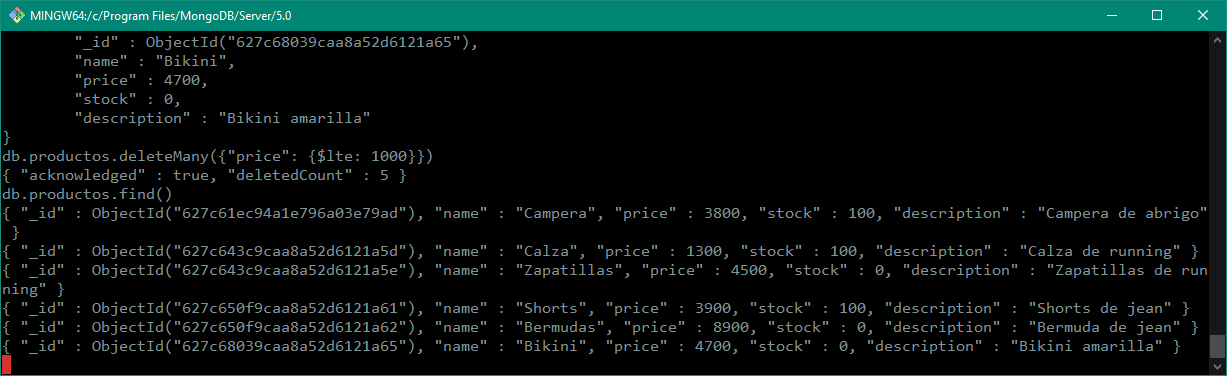 MINGW64:/c/Program Files/MongoDB/Server/5.0
"_id" : ObjectId("627c68039caa8a52d6121a65"),
"name" : "Bikini",
"price" : 4700,
"stock" : 0,
"description" : "Bikini amarilla"
}
db.productos.deleteMany({"price": {$lte: 1000}})
{ "acknowledged" : true, "deletedCount" : 5 }
db.productos.find()
{ "_id" : ObjectId("627c61ec94a1e796a03e79ad"), "name" : "Campera", "price" : 3800, "stock" : 100, "description" : "Campera de abrigo"
}
{ "_id" : ObjectId("627c643c9caa8a52d6121a5d"), "name" : "Calza", "price" : 1300, "stock" : 100, "description" : "Calza de running" }
{ "_id" : ObjectId("627c643c9caa8a52d6121a5e"), "name" : "Zapatillas", "price" : 4500, "stock" : 0, "description" : "Zapatillas de run
ning" }
{ "_id" : ObjectId("627c650f9caa8a52d6121a61"), "name" : "Shorts", "price" : 3900, "stock" : 100, "description" : "Shorts de jean" }
{ "_id" : ObjectId("627c650f9caa8a52d6121a62"), "name" : "Bermudas", "price" : 8900, "stock" : 0, "description" : "Bermuda de jean" }
{ "_id" : ObjectId("627c68039caa8a52d6121a65"), "name" : "Bikini", "price" : 4700, "stock" : 0, "description" : "Bikini amarilla" }